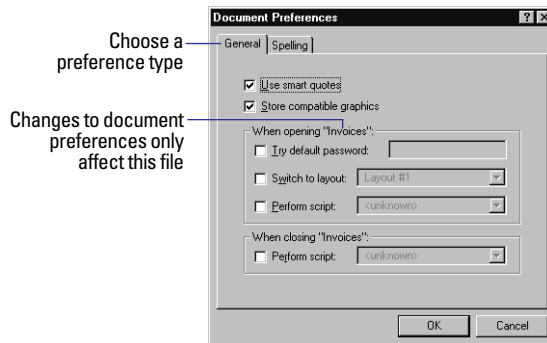 Document Preferences
Choose a
preference type
General Spelling
Use smart quotes
Store compatible graphics
Changes to document
preferences only
affect this file
When opening "Invoices":
Try default password:
Switch to layout: Layout #1
Perform script: <unknown>
When closing "Invoices":
Perform script: <unknown>
OK Cancel